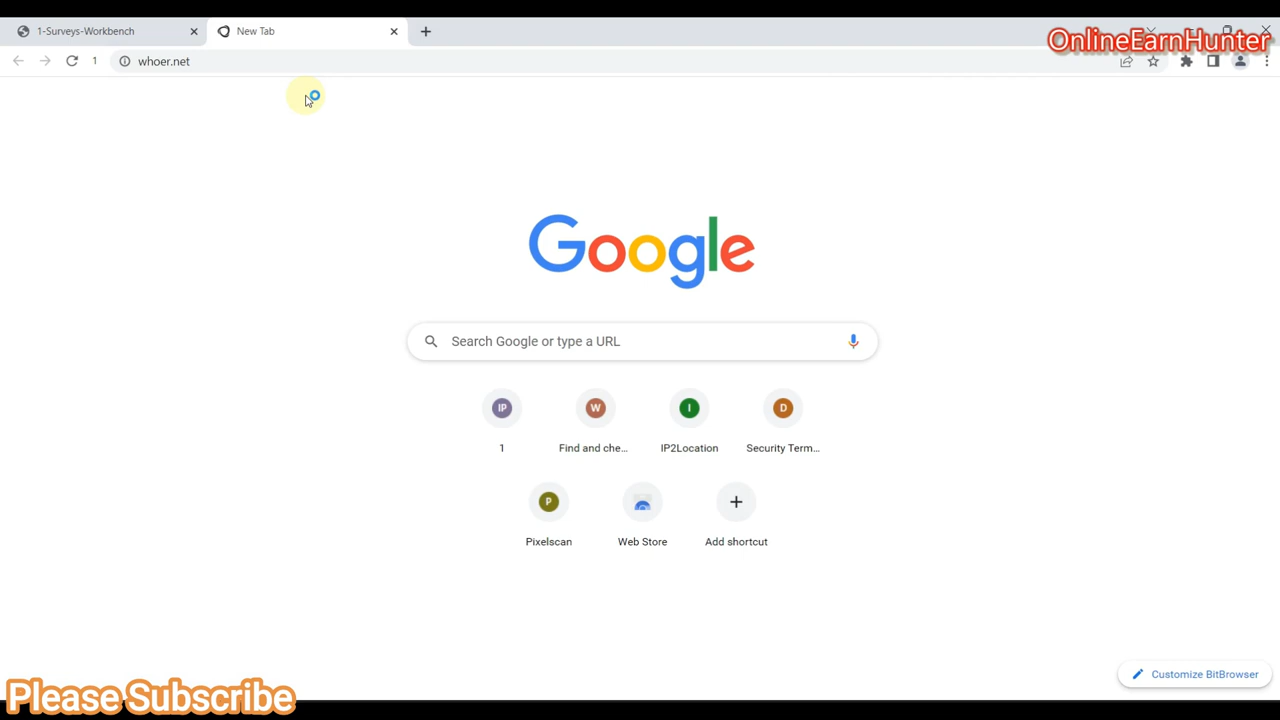 1-Surveys-Workbench
New Tab
OnlineEarnHunter
1
whoer.net
Google
Search Google or type a URL
IP
W
I
D
1
Find and che...
IP2Location
Security Term...
P
Pixelscan
Web Store
Add shortcut
Customize BitBrowser
Please Subscribe